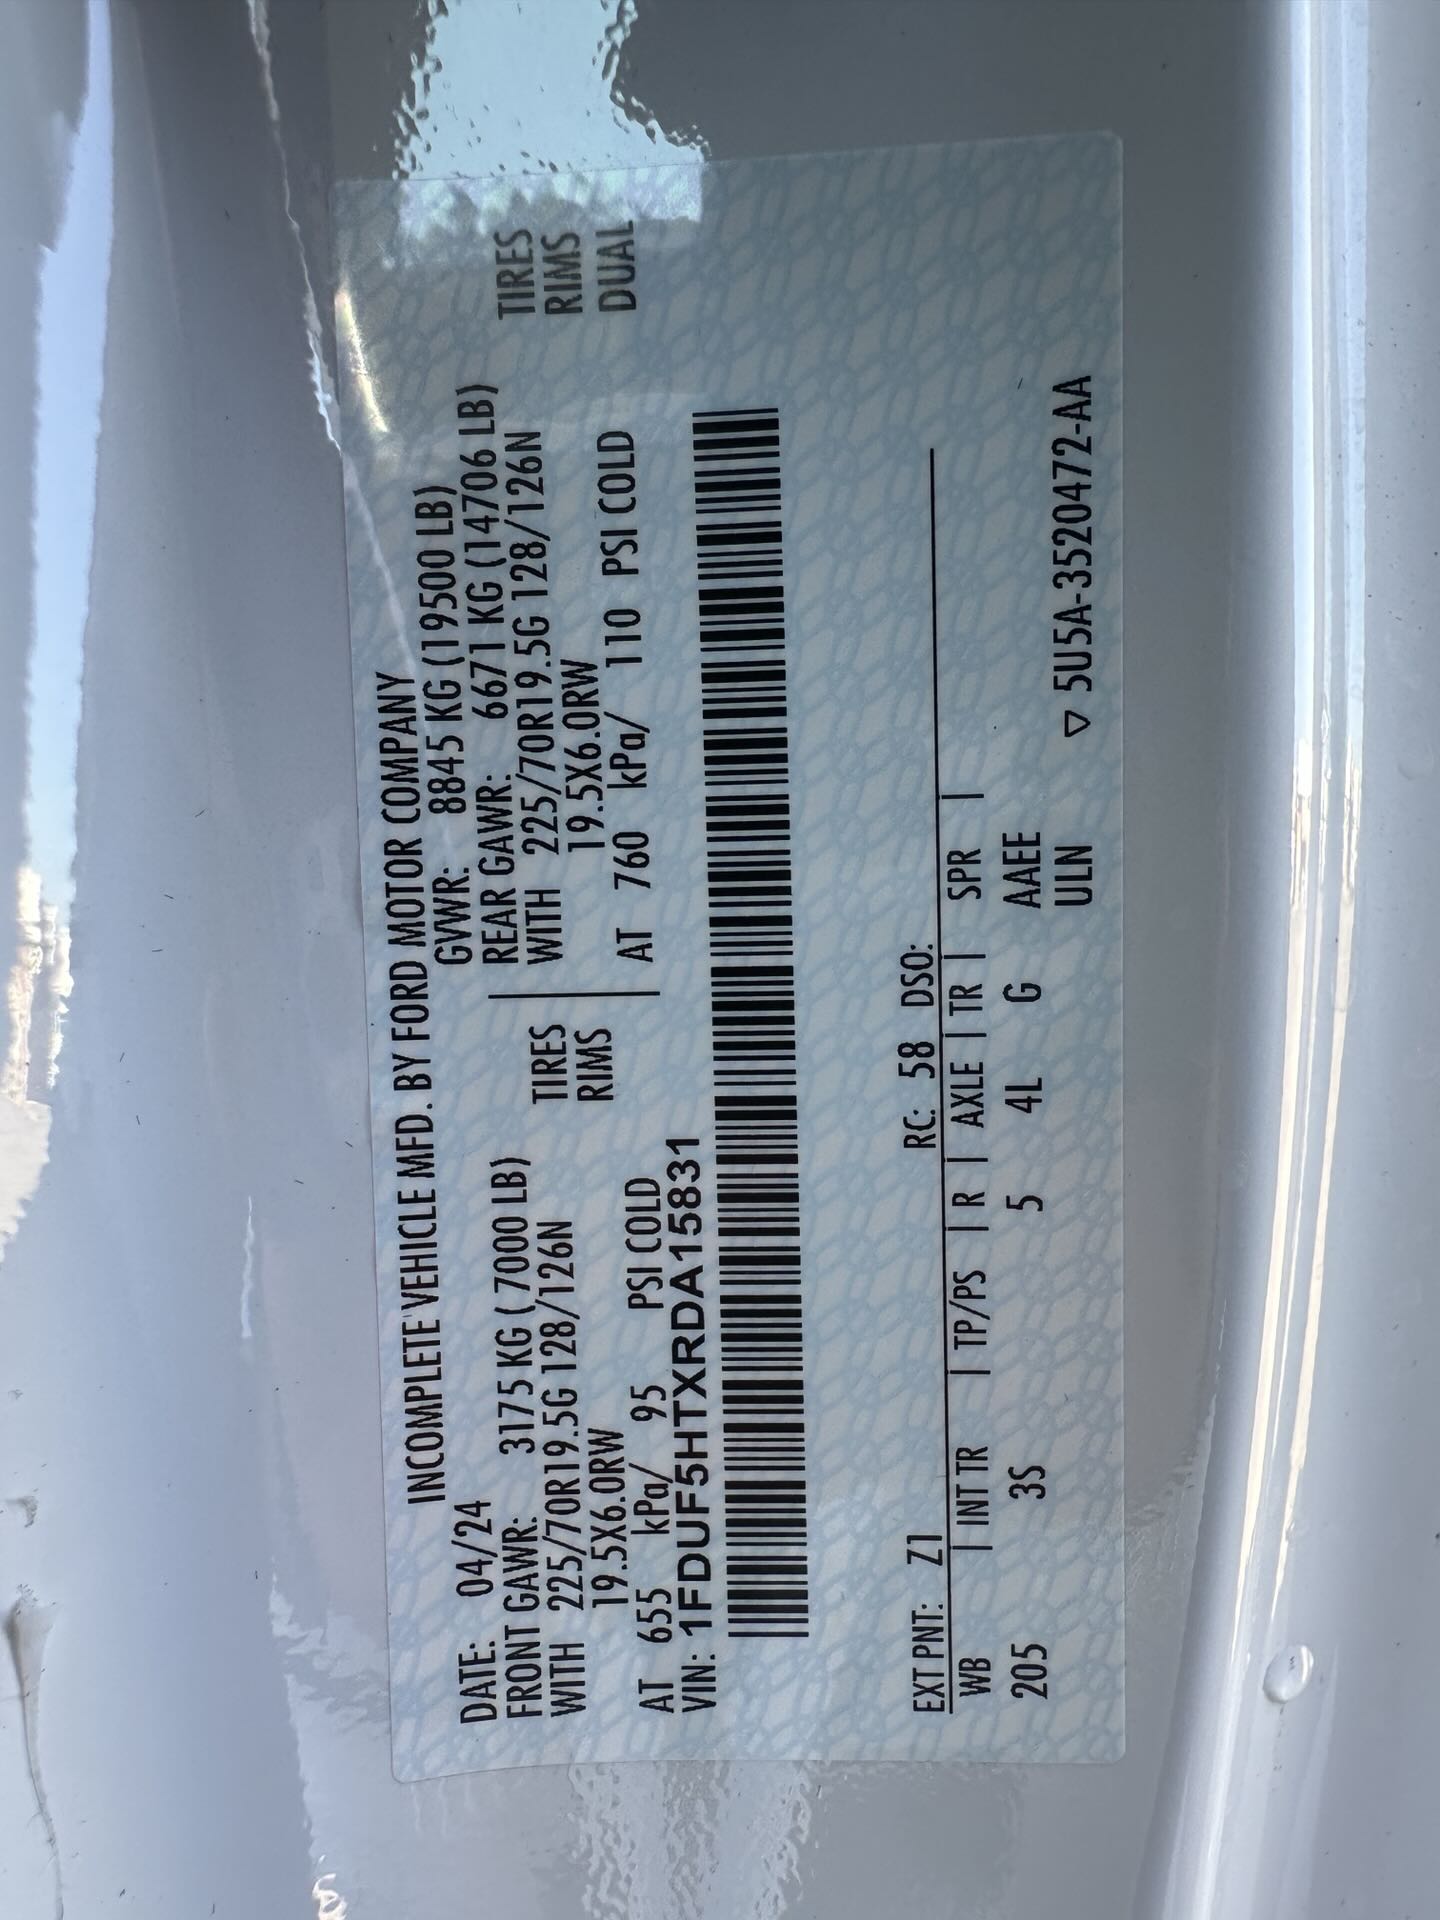 INCOMPLETE VEHICLE MFD. BY FORD MOTOR COMPANY
DATE: 04/24 GVWR: 8845 KG (19500 LB)
FRONT GAWR: 3175 KG ( 7000 LB) REAR GAWR: 6671 KG (14706 LB)
WITH 225/70R19.5G 128/126N TIRES WITH 225/70R19.5G 128/126N TIRES
19.5X6.0RW RIMS 19.5X6.0RW RIMS
AT 655 kPa/ 95 PSI COLD AT 760 kPa/ 110 PSI COLD DUAL
VIN: 1FDUF5HTXRDA15831
EXT PNT: Z1 RC: 58 DSO:
WB | INT TR | TP/PS | R | AXLE | TR | SPR |
205 3S 5 4L G AAEE
ULN ▽ 5U5A-3520472-AA